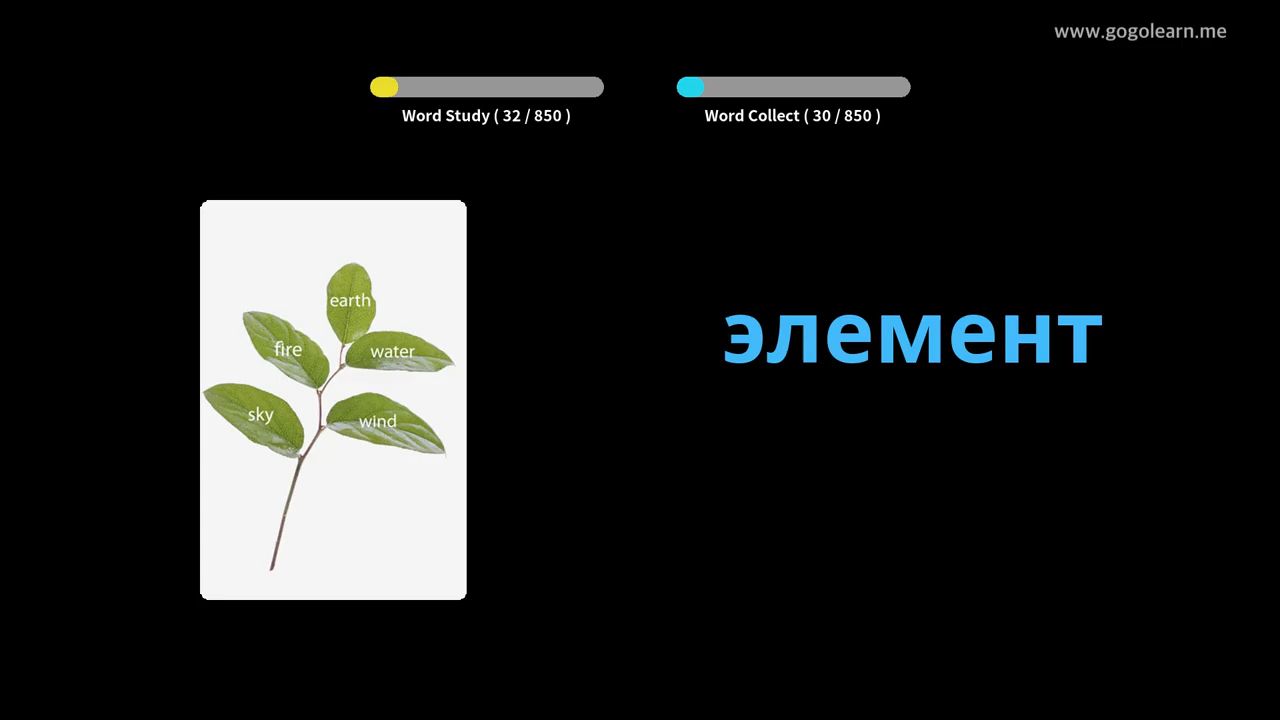 www.gogolearn.me
Word Study ( 32 / 850 )
Word Collect ( 30 / 850 )
earth
fire
water
sky
wind
элемент